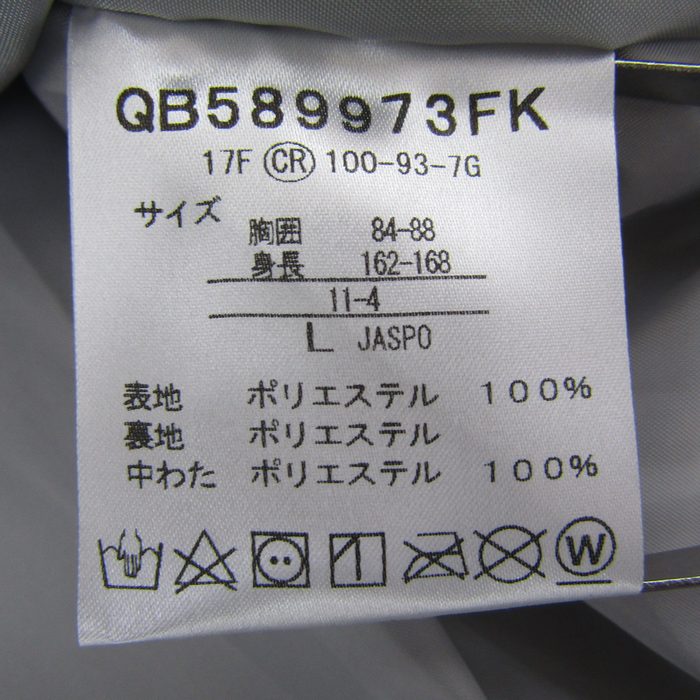 QB589973FK
17F CR 100-93-7G
サイズ
胸囲 84-88
身長 162-168
11-4
L JASPO
表地 ポリエステル 100%
裏地 ポリエステル
中わた ポリエステル 100%
W